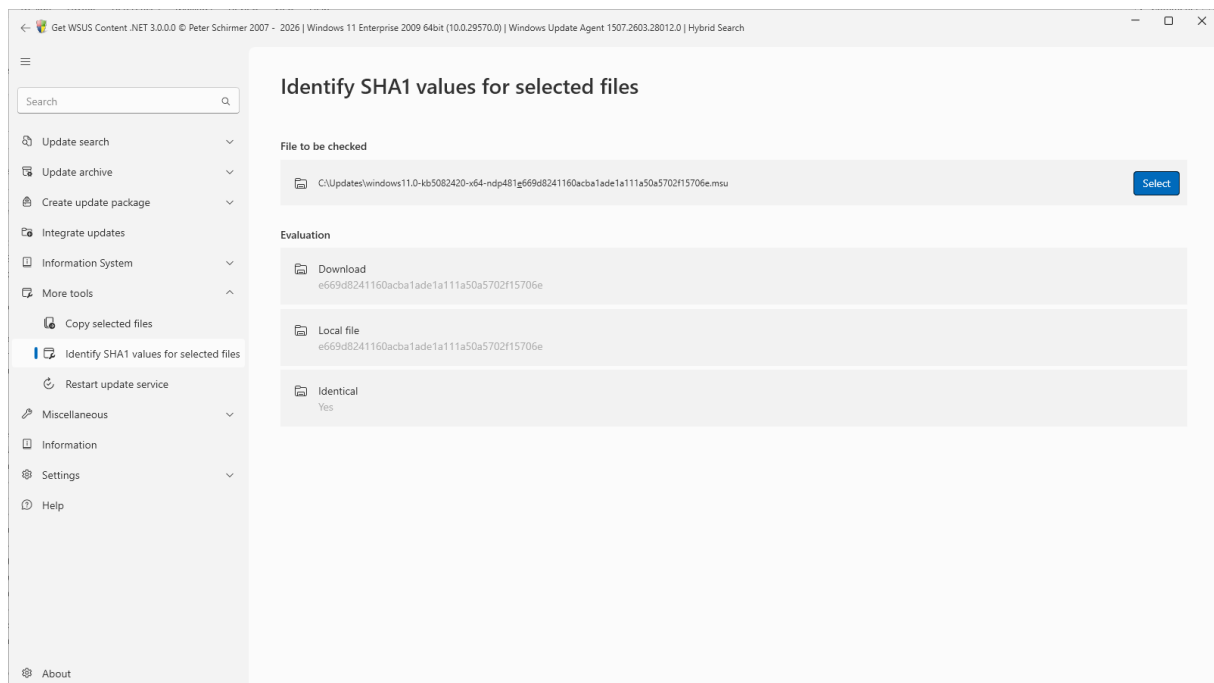 Get WSUS Content .NET 3.0.0.0 © Peter Schirmer 2007 - 2026 | Windows 11 Enterprise 2009 64bit (10.0.29570.0) | Windows Update Agent 1507.2603.28012.0 | Hybrid Search
Search
Update search
Update archive
Create update package
Integrate updates
Information System
More tools
Copy selected files
Identify SHA1 values for selected files
Restart update service
Miscellaneous
Information
Settings
Help
About
Identify SHA1 values for selected files
File to be checked
C:\Updates\windows11.0-kb5082420-x64-ndp481e669d8241160acba1ade1a111a50a5702f15706e.msu
Select
Evaluation
Download
e669d8241160acba1ade1a111a50a5702f15706e
Local file
e669d8241160acba1ade1a111a50a5702f15706e
Identical
Yes